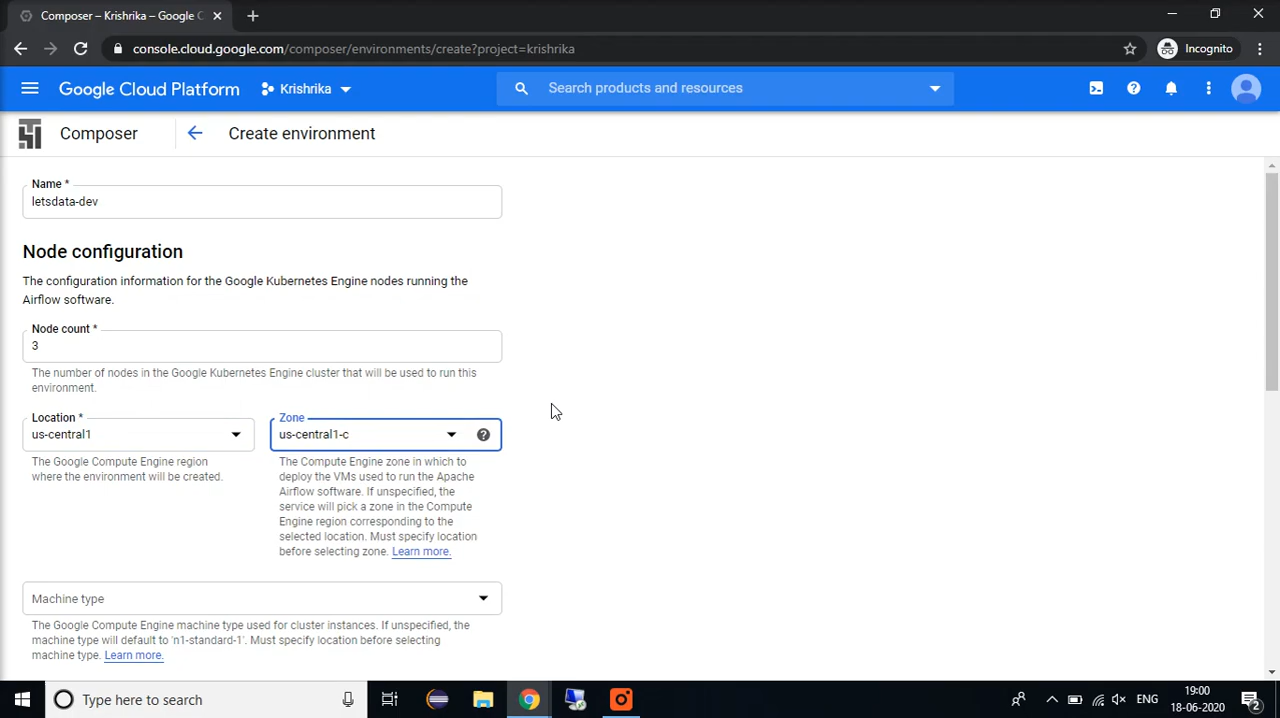 Composer – Krishrika – Google C
console.cloud.google.com/composer/environments/create?project=krishrika
Incognito
Google Cloud Platform
Krishrika
Search products and resources
Composer
Create environment
Name *
letsdata-dev
Node configuration
The configuration information for the Google Kubernetes Engine nodes running the
Airflow software.
Node count *
3
The number of nodes in the Google Kubernetes Engine cluster that will be used to run this
environment.
Location *
us-central1
The Google Compute Engine region
where the environment will be created.
Zone
us-central1-c
The Compute Engine zone in which to
deploy the VMs used to run the Apache
Airflow software. If unspecified, the
service will pick a zone in the Compute
Engine region corresponding to the
selected location. Must specify location
before selecting zone. Learn more.
Machine type
The Google Compute Engine machine type used for cluster instances. If unspecified, the
machine type will default to 'n1-standard-1'. Must specify location before selecting
machine type. Learn more.
Type here to search
ENG
19:00
18-06-2020
2